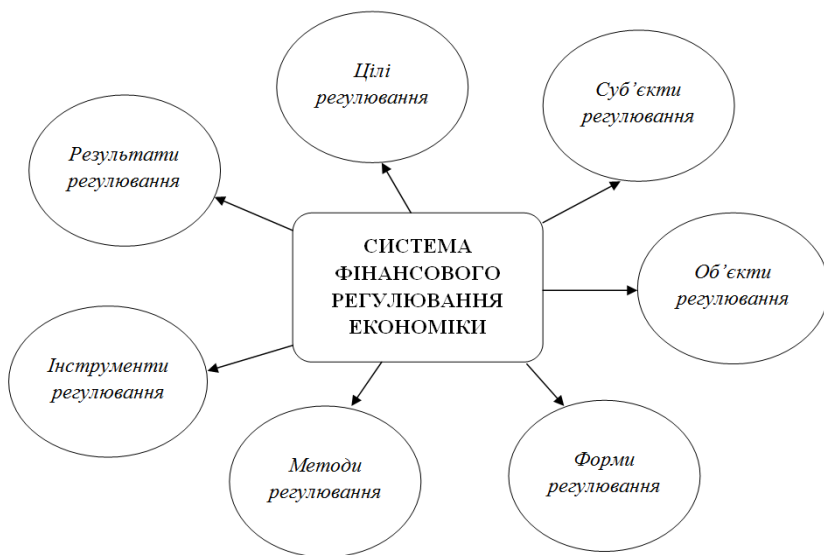 Цілі
регулювання
Суб’єкти
регулювання
Результати
регулювання
СИСТЕМА
ФІНАНСОВОГО
РЕГУЛЮВАННЯ
ЕКОНОМІКИ
Об’єкти
регулювання
Інструменти
регулювання
Методи
регулювання
Форми
регулювання